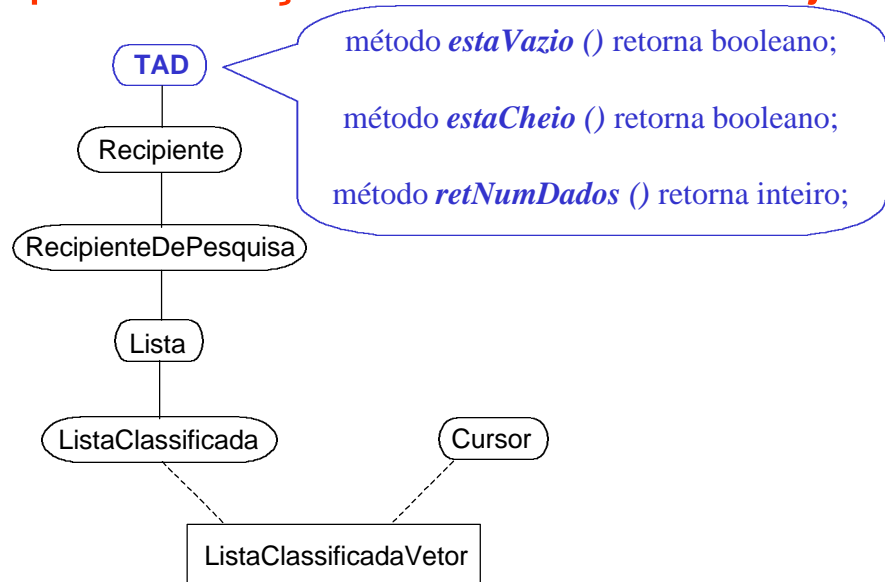 TAD
método estaVazio () retorna booleano;
método estaCheio () retorna booleano;
método retNumDados () retorna inteiro;
Recipiente
RecipienteDePesquisa
Lista
ListaClassificada
Cursor
ListaClassificadaVetor